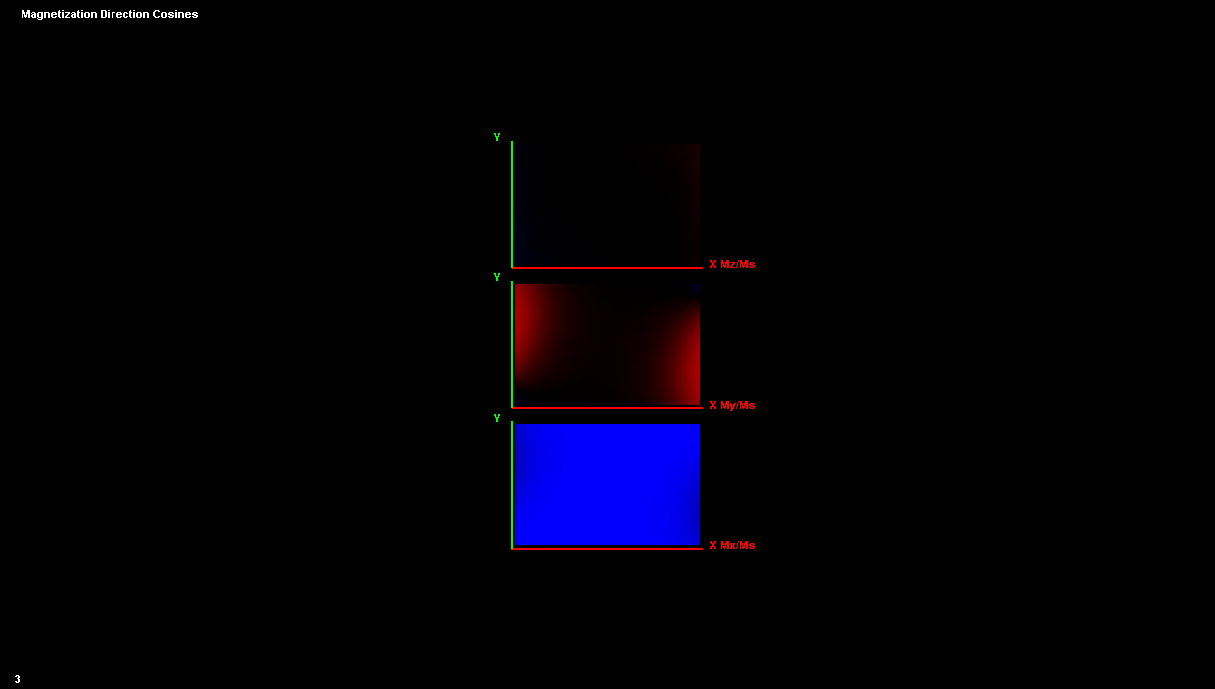 Magnetization Direction Cosines
Y
X Mz/Ms
Y
X My/Ms
Y
X Mx/Ms
3